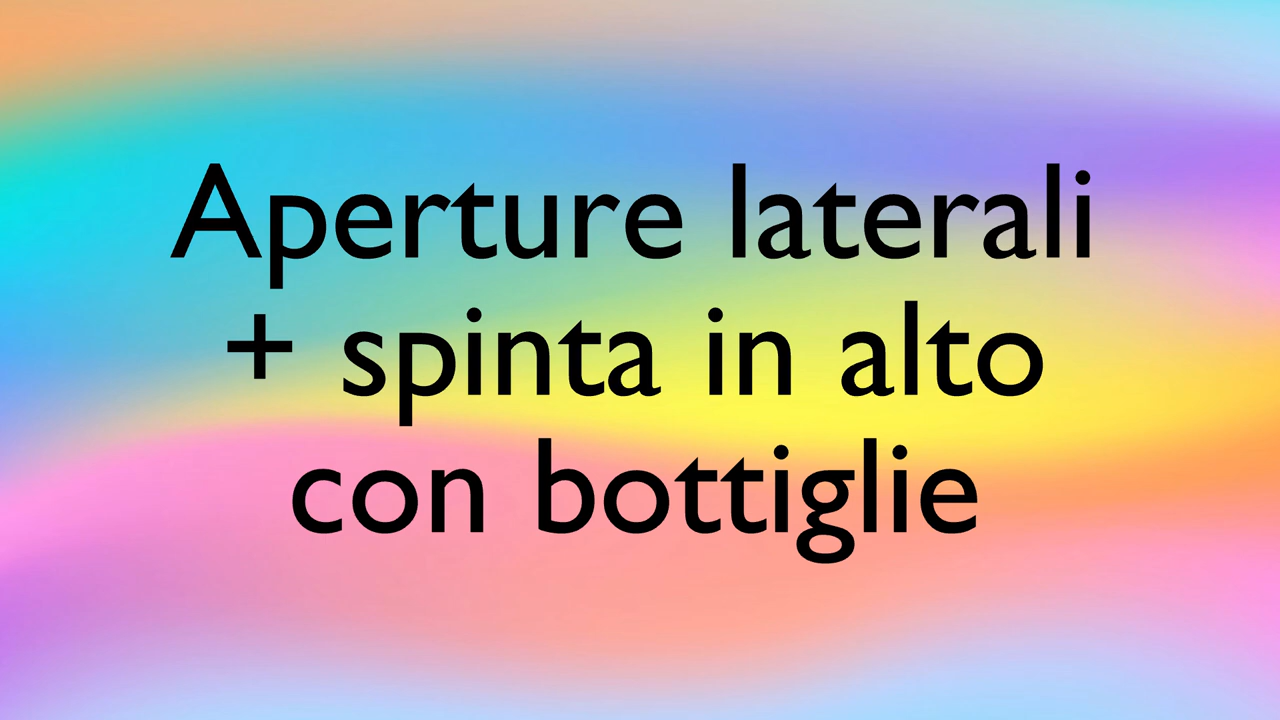 Aperture laterali
+ spinta in alto
con bottiglie